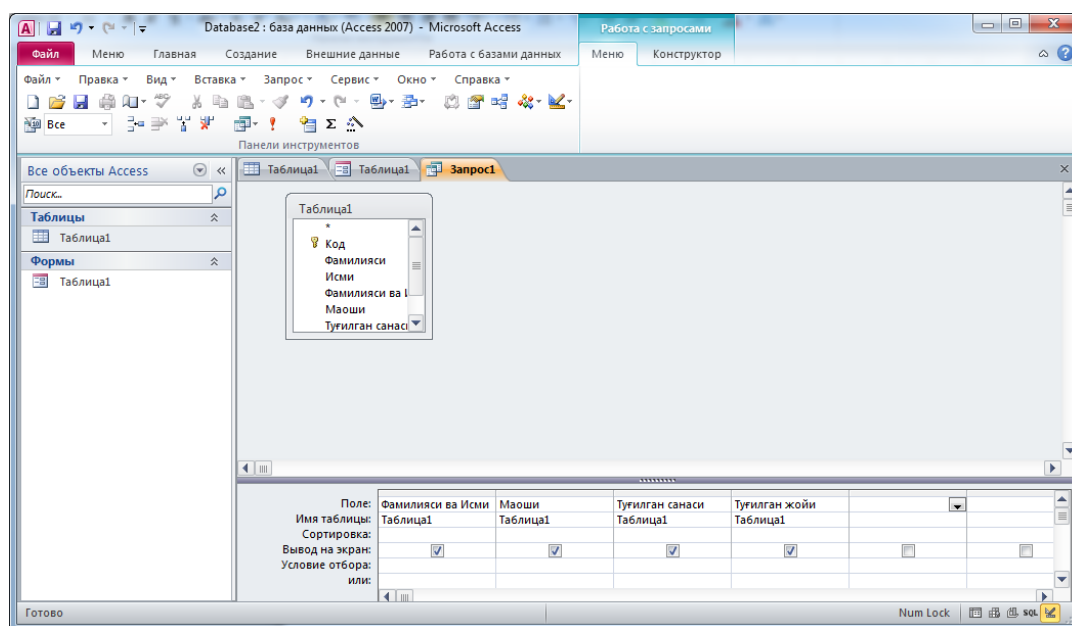 Database2 : база данных (Access 2007) - Microsoft Access
Работа с запросами
Файл Меню Главная Создание Внешние данные Работа с базами данных Меню Конструктор
Файл Правка Вид Вставка Запрос Сервис Окно Справка
Все
Панели инструментов
Все объекты Access
Таблица1 Таблица1 Запрос1
Поиск...
Таблицы
Таблица1
Формы
Таблица1
Таблица1
*
Код
Фамилияси
Исми
Фамилияси ва И
Маоши
Туғилган санаси
Поле: Фамилияси ва Исми Маоши Туғилган санаси Туғилган жойи
Имя таблицы: Таблица1 Таблица1 Таблица1 Таблица1
Сортировка:
Вывод на экран:
Условие отбора:
или:
Готово
Num Lock
SQL